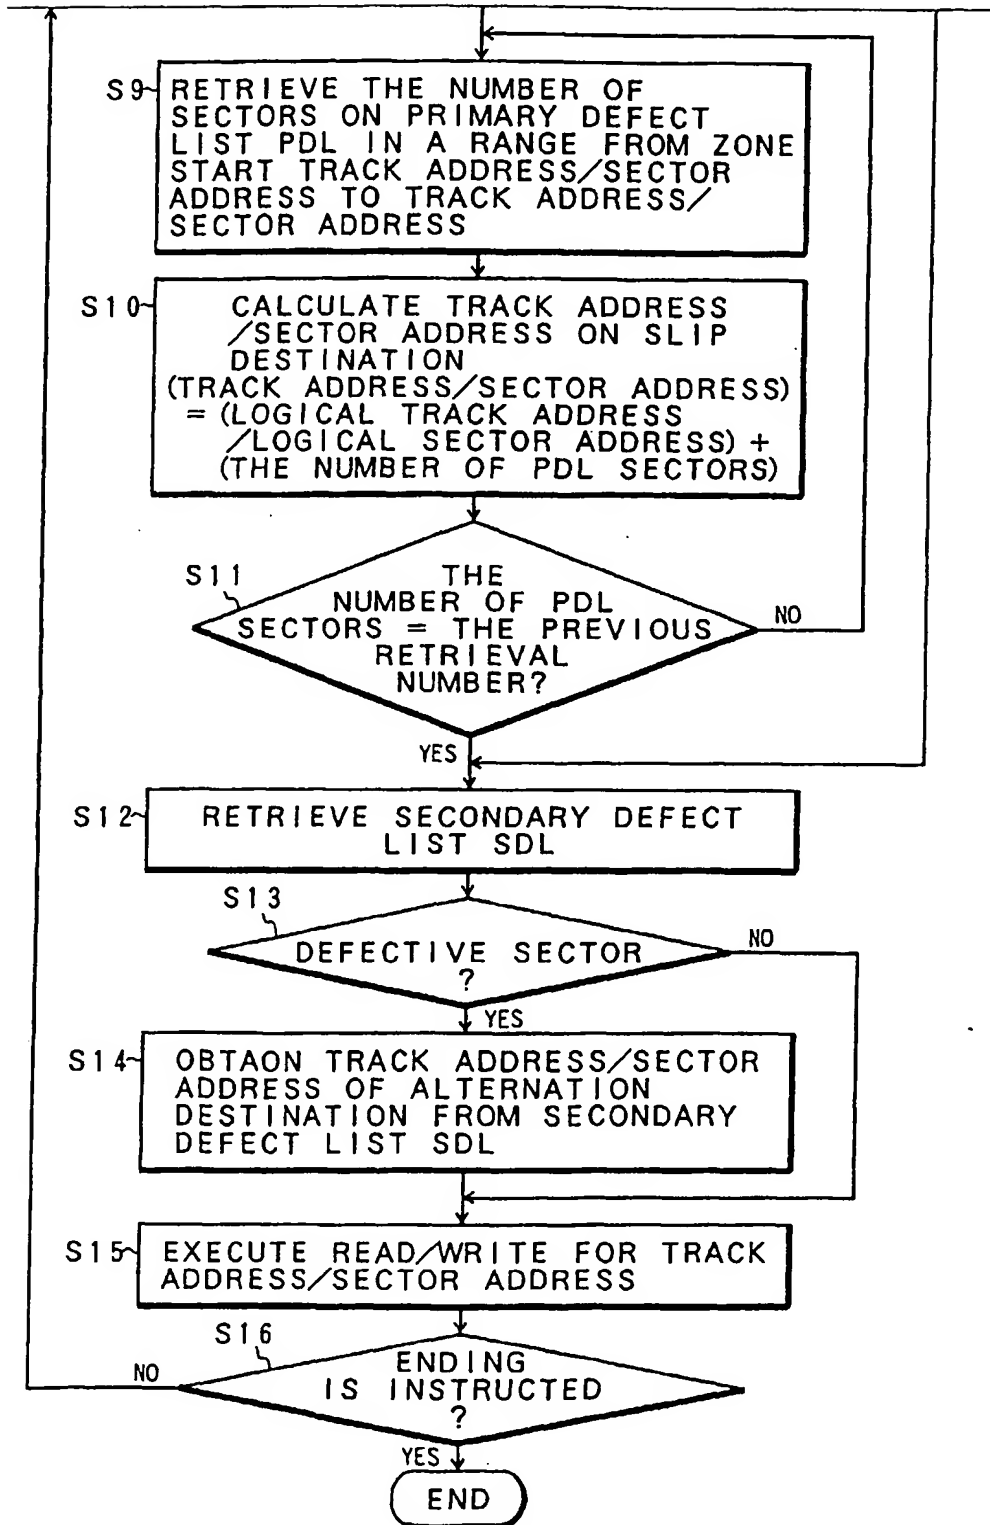 S9
RETRIEVE THE NUMBER OF
SECTORS ON PRIMARY DEFECT
LIST PDL IN A RANGE FROM ZONE
START TRACK ADDRESS/SECTOR
ADDRESS TO TRACK ADDRESS/
SECTOR ADDRESS
S10
CALCULATE TRACK ADDRESS
/SECTOR ADDRESS ON SLIP
DESTINATION
(TRACK ADDRESS/SECTOR ADDRESS)
= (LOGICAL TRACK ADDRESS
/LOGICAL SECTOR ADDRESS) +
(THE NUMBER OF PDL SECTORS)
S11
THE
NUMBER OF PDL
SECTORS = THE PREVIOUS
RETRIEVAL
NUMBER?
NO
YES
S12
RETRIEVE SECONDARY DEFECT
LIST SDL
S13
DEFECTIVE SECTOR
?
NO
YES
S14
OBTAON TRACK ADDRESS/SECTOR
ADDRESS OF ALTERNATION
DESTINATION FROM SECONDARY
DEFECT LIST SDL
S15
EXECUTE READ/WRITE FOR TRACK
ADDRESS/SECTOR ADDRESS
S16
ENDING
IS INSTRUCTED
?
NO
YES
END